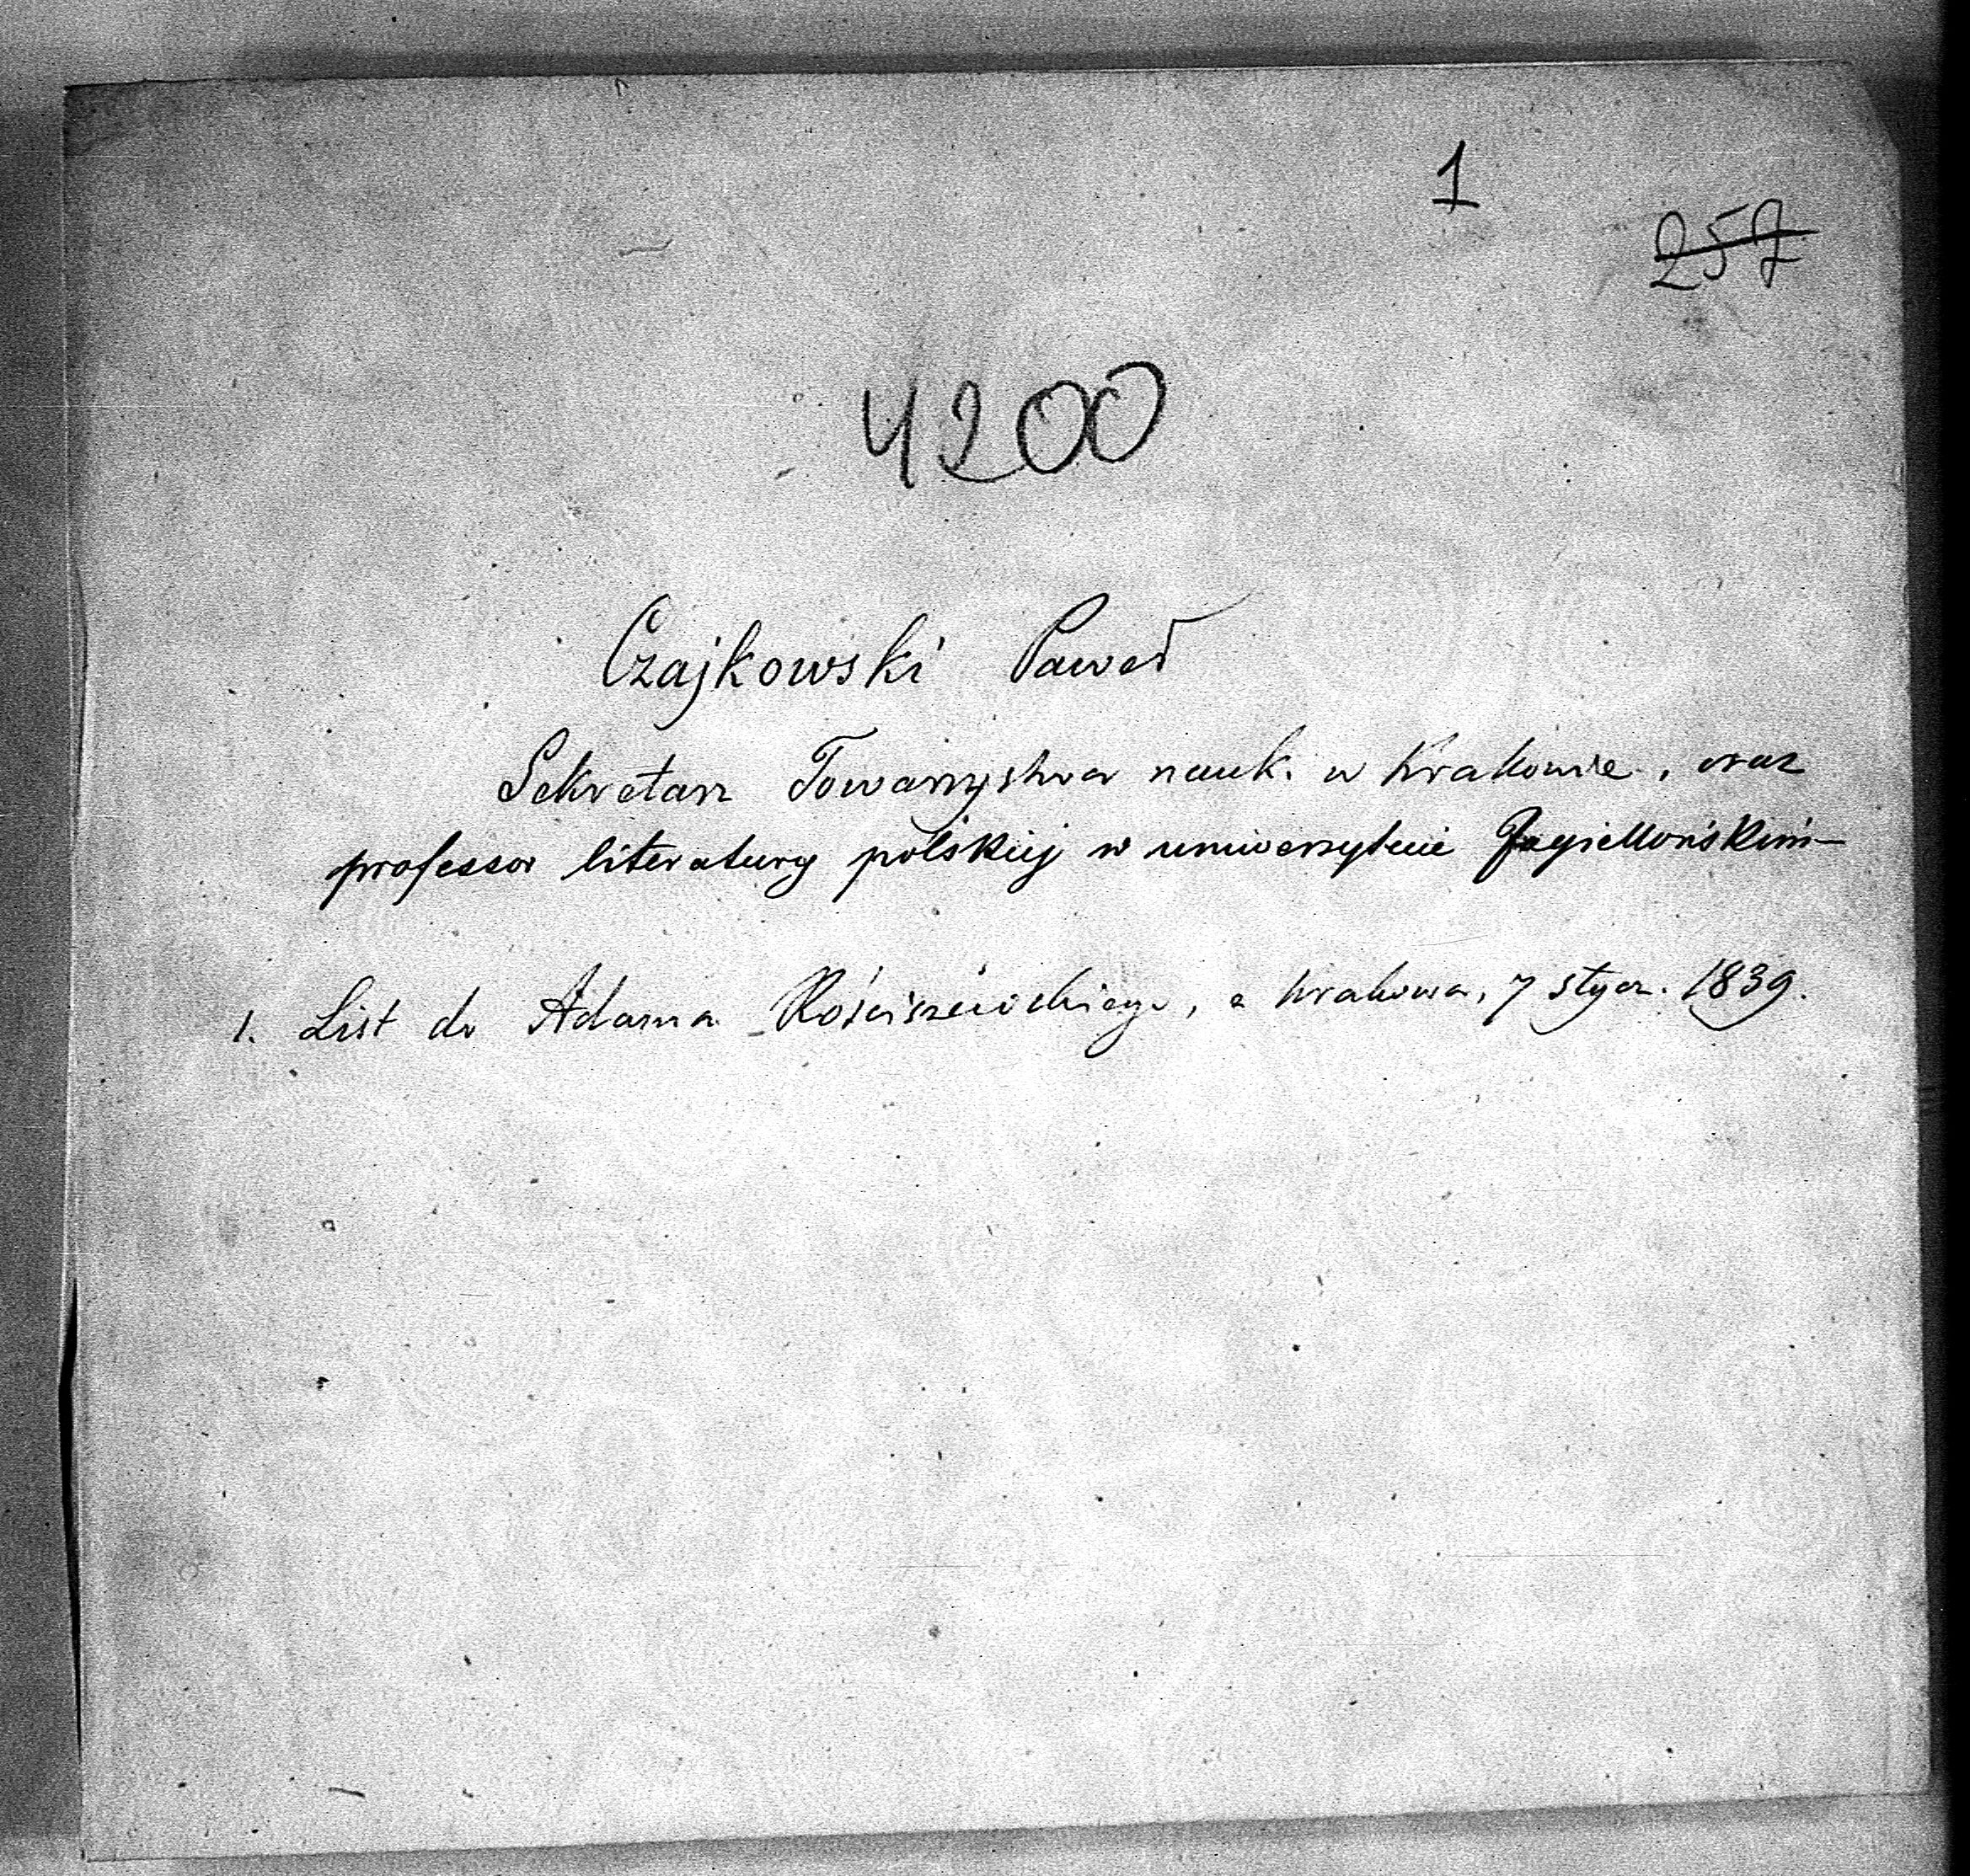 1
257
4200
Czajkowski Paweł
Sekretarz Towarzystwa nauk. w Krakowie, oraz
professor literatury polskiej w uniwersytecie Jagiellońskim
1. List do Adama Rościszewskiego, z Krakowa, 7 stycz. 1839.